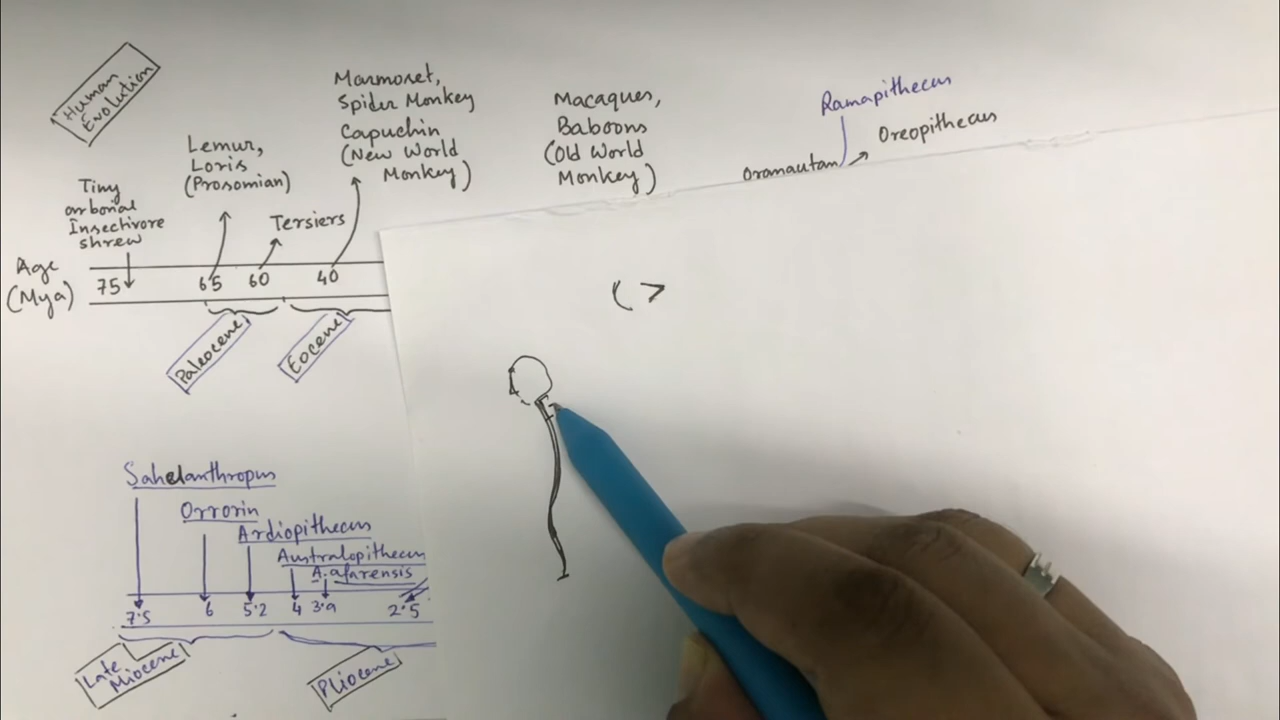 Human
Evolution
Tiny
arborial
Insectivore
shrew
Lemur,
Loris
(Prosomian)
Tersiers
Marmoset,
Spider Monkey
Capuchin
(New World
Monkey)
Macaques,
Baboons
(Old World
Monkey)
Ramapithecus
Oranautan
Oreopithecus
Age
(Mya)
75 65 60 40
Paleocene
Eocene
( >
Sahelanthropus
Orrorin
Ardiopithecus
Australopithecus
A. afarensis
7.5 6 5.2 4 3.9 2.5
Late
Miocene
Pliocene